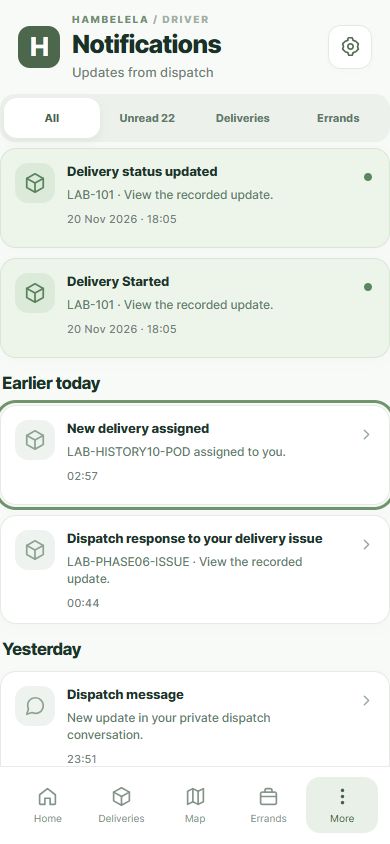 HAMBELELA / DRIVER
H
Notifications
Updates from dispatch
All
Unread 22
Deliveries
Errands
Delivery status updated
LAB-101 · View the recorded update.
20 Nov 2026 · 18:05
Delivery Started
LAB-101 · View the recorded update.
20 Nov 2026 · 18:05
Earlier today
New delivery assigned
LAB-HISTORY10-POD assigned to you.
02:57
Dispatch response to your delivery issue
LAB-PHASE06-ISSUE · View the recorded
update.
00:44
Yesterday
Dispatch message
New update in your private dispatch
conversation.
23:51
Home
Deliveries
Map
Errands
More